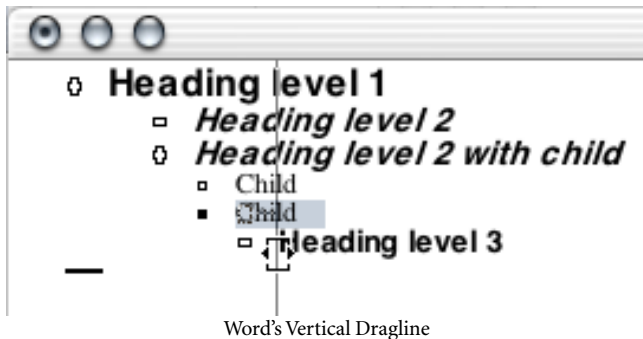 Heading level 1
Heading level 2
Heading level 2 with child
Child
Child
Heading level 3
Word's Vertical Dragline